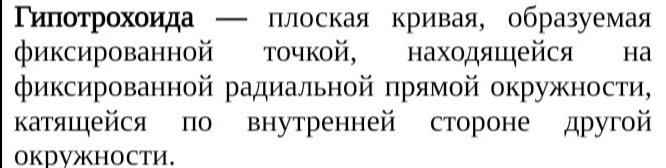 Гипотрохоида — плоская кривая, образуемая
фиксированной точкой, находящейся на
фиксированной радиальной прямой окружности,
катящейся по внутренней стороне другой
окружности.